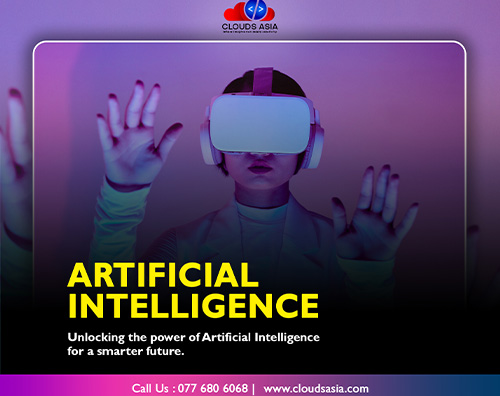 </>
CLOUDS ASIA
ARTIFICIAL
INTELLIGENCE
Unlocking the power of Artificial Intelligence
for a smarter future.
Call Us : 077 680 6068 | www.cloudsasia.com